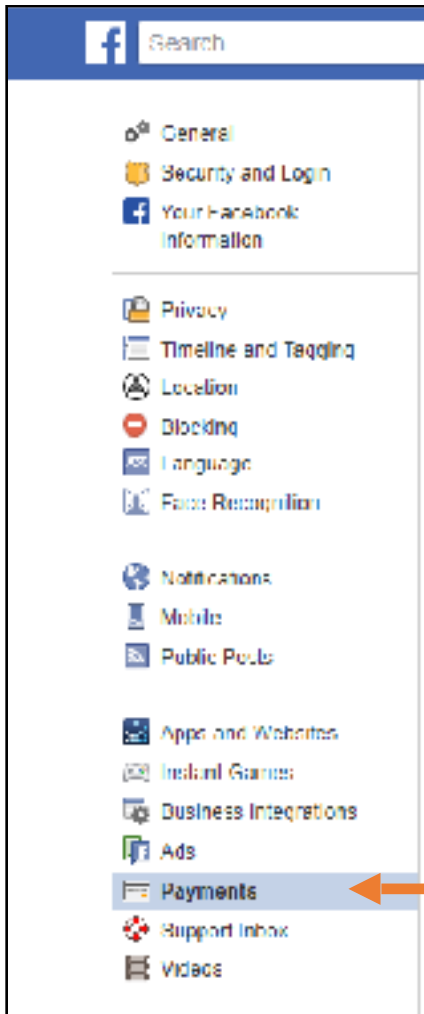 f Search
General
Security and Login
Your Facebook
Information
Privacy
Timeline and Tagging
Location
Blocking
Language
Face Recognition
Notifications
Mobile
Public Posts
Apps and Websites
Instant Games
Business Integrations
Ads
Payments
Support Inbox
Videos